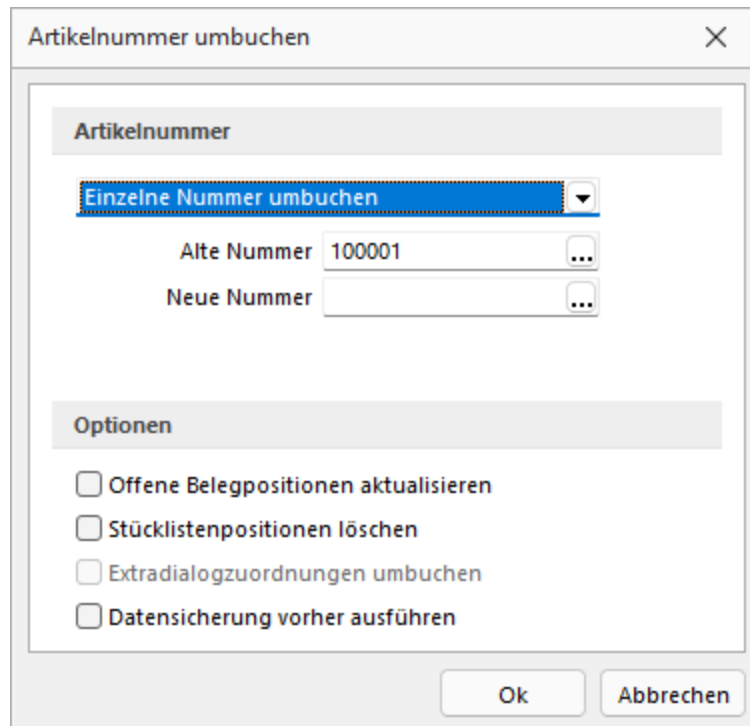 Artikelnummer umbuchen
Artikelnummer
Einzelne Nummer umbuchen
Alte Nummer 100001 ...
Neue Nummer ...
Optionen
Offene Belegpositionen aktualisieren
Stücklistenpositionen löschen
Extradialogzuordnungen umbuchen
Datensicherung vorher ausführen
Ok Abbrechen